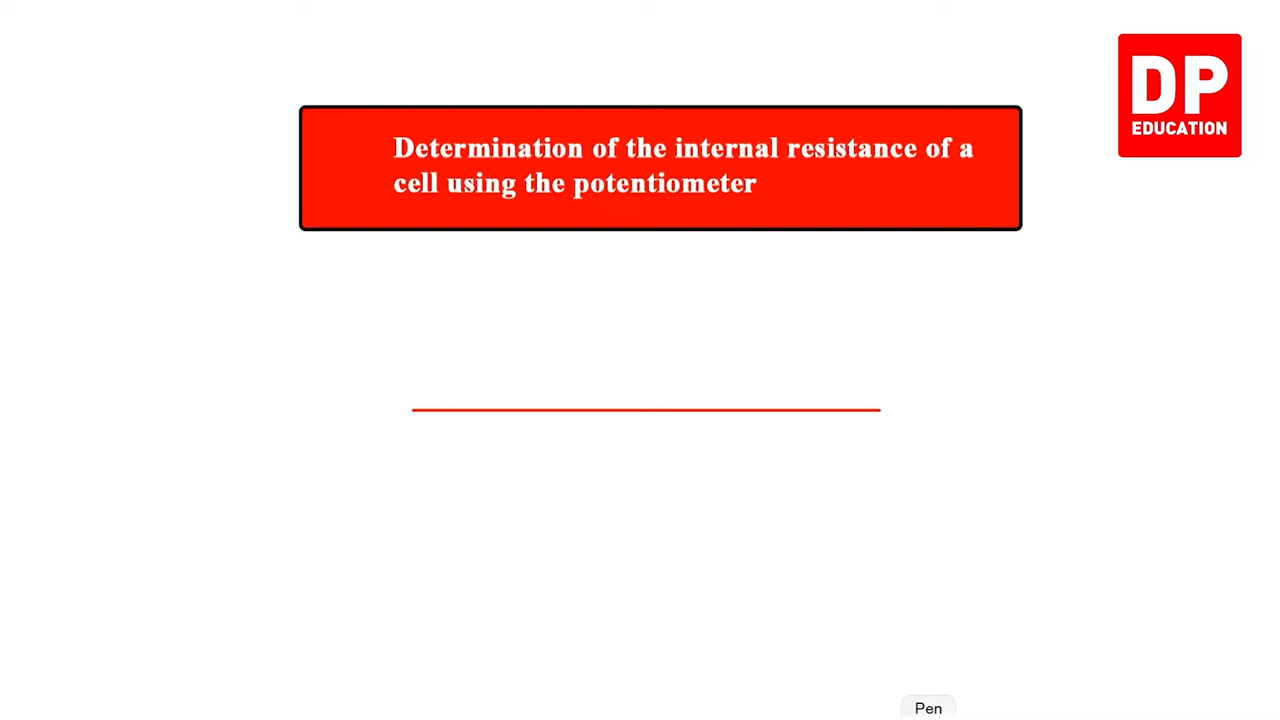 DP
EDUCATION
Determination of the internal resistance of a
cell using the potentiometer
Pen